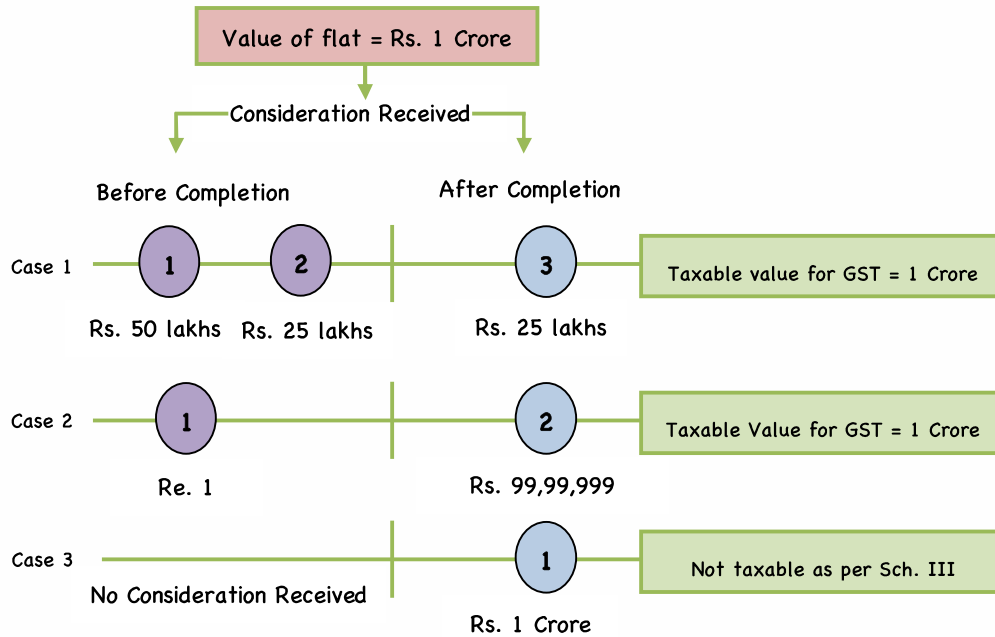 Value of flat = Rs. 1 Crore
Consideration Received
Before Completion
After Completion
Case 1
1
2
3
Taxable value for GST = 1 Crore
Rs. 50 lakhs
Rs. 25 lakhs
Rs. 25 lakhs
Case 2
1
2
Taxable Value for GST = 1 Crore
Re. 1
Rs. 99,99,999
Case 3
1
Not taxable as per Sch. III
No Consideration Received
Rs. 1 Crore